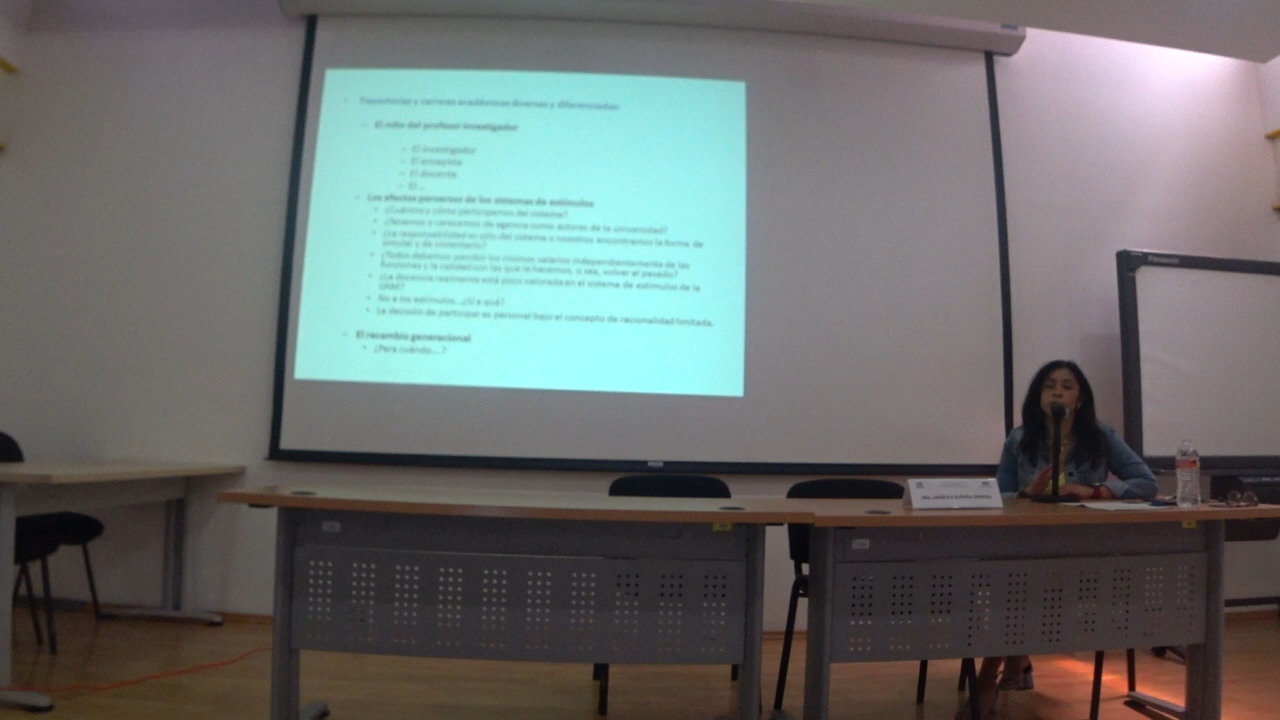 Trayectorias y carreras académicas diversas y diferenciadas:
– El mito del profesor investigador
– El investigador
– El ensayista
– El docente
– El ...
– Los efectos perversos de los sistemas de estímulos
• ¿Cuántos y cómo participamos del sistema?
• ¿Tenemos o carecemos de agencia como actores de la universidad?
• ¿La responsabilidad es sólo del sistema o nosotros encontramos la forma de
simular y de
• ¿Todos debemos percibir los mismos salarios independientemente de las
funciones y la calidad con las que la hacemos, o sea, volver al pasado?
• ¿La docencia realmente está poco valorada en el sistema de estímulos de la
UAM?
• No a los estímulos...¿Sí a qué?
• La decisión de participar es personal bajo el concepto de racionalidad limitada.
– El recambio generacional
• ¿Para cuándo...?